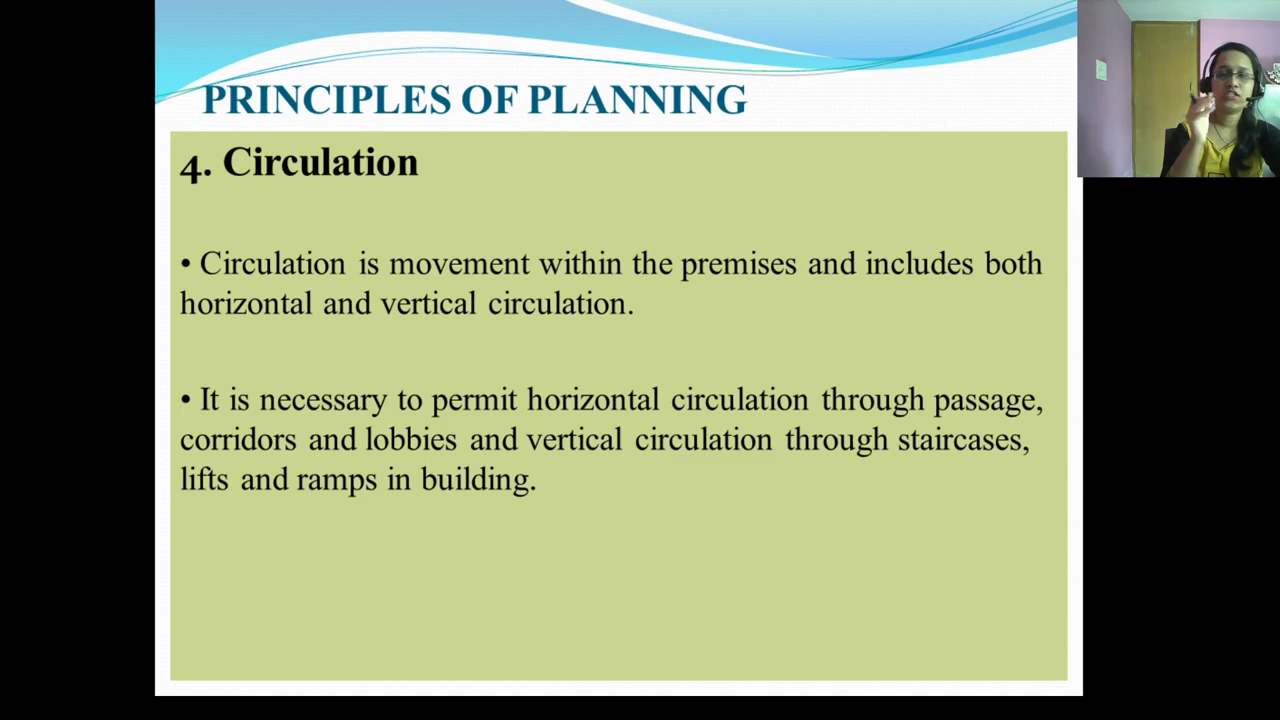 PRINCIPLES OF PLANNING
4. Circulation
• Circulation is movement within the premises and includes both
horizontal and vertical circulation.
• It is necessary to permit horizontal circulation through passage,
corridors and lobbies and vertical circulation through staircases,
lifts and ramps in building.